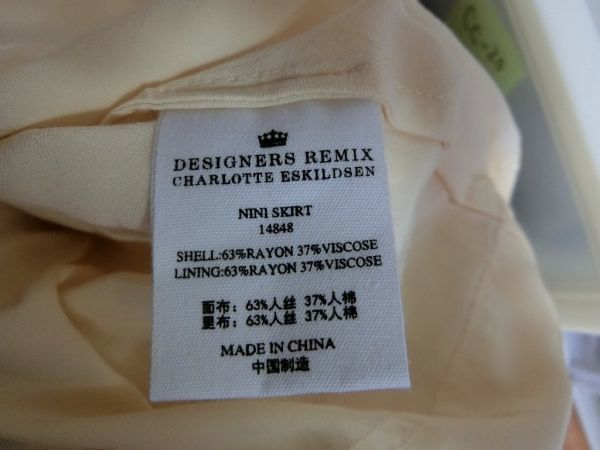 DESIGNERS REMIX
CHARLOTTE ESKILDSEN
NINI SKIRT
14848
SHELL:63%RAYON 37%VISCOSE
LINING:63%RAYON 37%VISCOSE
面布：63%人丝 37%人棉
里布：63%人丝 37%人棉
MADE IN CHINA
中国制造